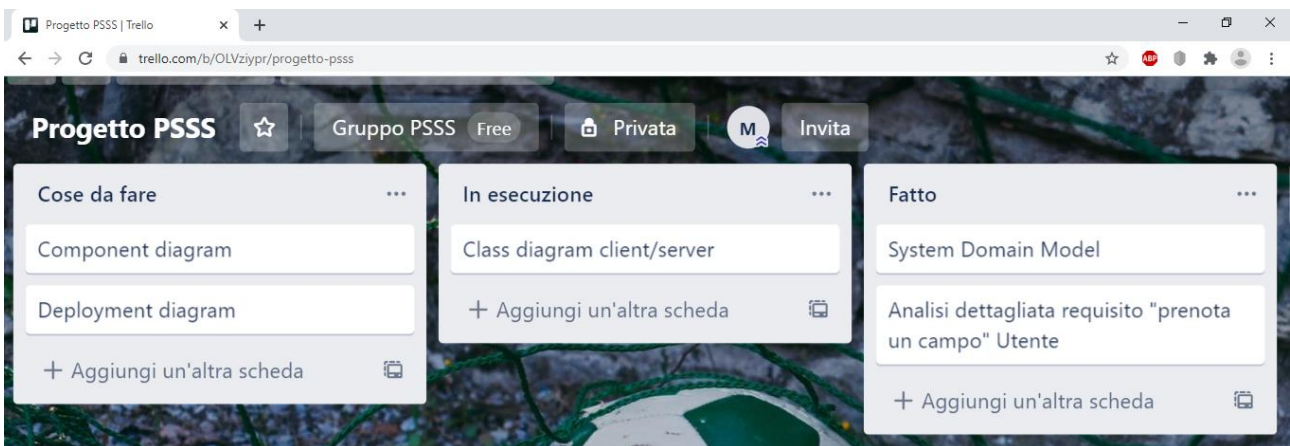 Progetto PSSS | Trello
trello.com/b/OLVziypr/progetto-psss
ABP
Progetto PSSS
Gruppo PSSS Free
Privata
M
Invita
Cose da fare
Component diagram
Deployment diagram
+ Aggiungi un'altra scheda
In esecuzione
Class diagram client/server
+ Aggiungi un'altra scheda
Fatto
System Domain Model
Analisi dettagliata requisito "prenota
un campo" Utente
+ Aggiungi un'altra scheda